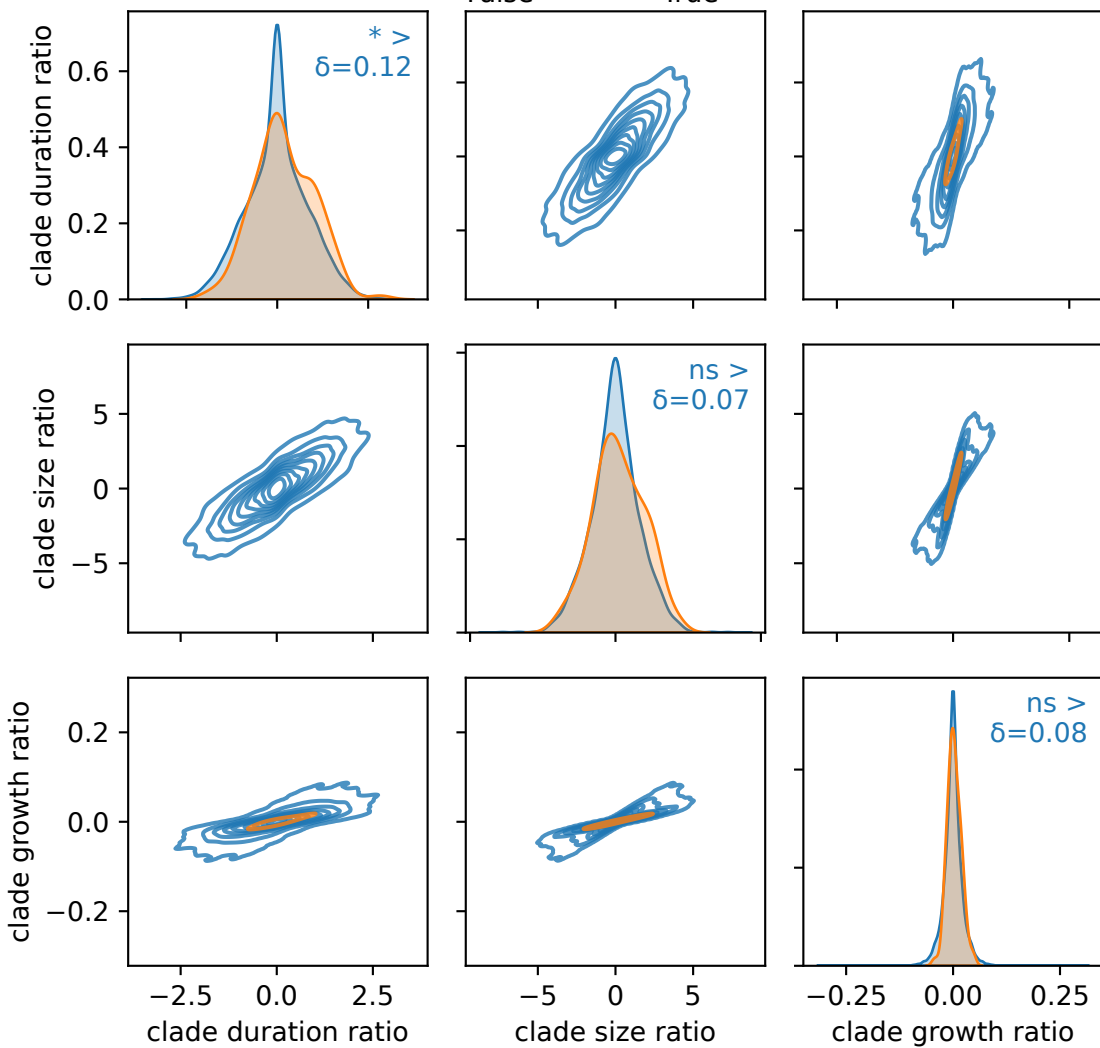 True
clade duration ratio
0.6
0.4
0.2
0.0
* >
δ=0.12
clade size ratio
5
0
−5
ns >
δ=0.07
clade growth ratio
0.2
0.0
−0.2
ns >
δ=0.08
−2.5 0.0 2.5
−5 0 5
−0.25 0.00 0.25
clade duration ratio
clade size ratio
clade growth ratio